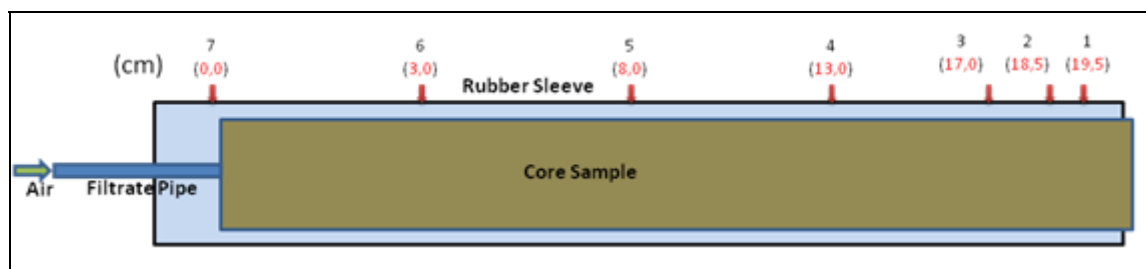 7 6 5 4 3 2 1
(cm) (0,0) (3,0) (8,0) (13,0) (17,0) (18,5) (19,5)
Rubber Sleeve
Core Sample
Air Filtrate Pipe